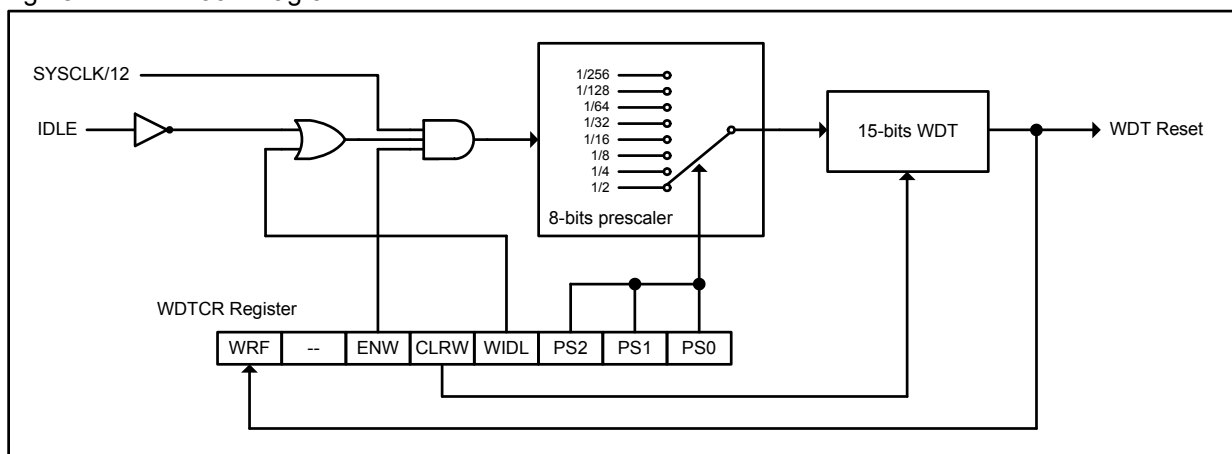 SYSCLK/12
IDLE
1/256
1/128
1/64
1/32
1/16
1/8
1/4
1/2
8-bits prescaler
15-bits WDT
WDT Reset
WDTCR Register
WRF -- ENW CLRW WIDL PS2 PS1 PS0